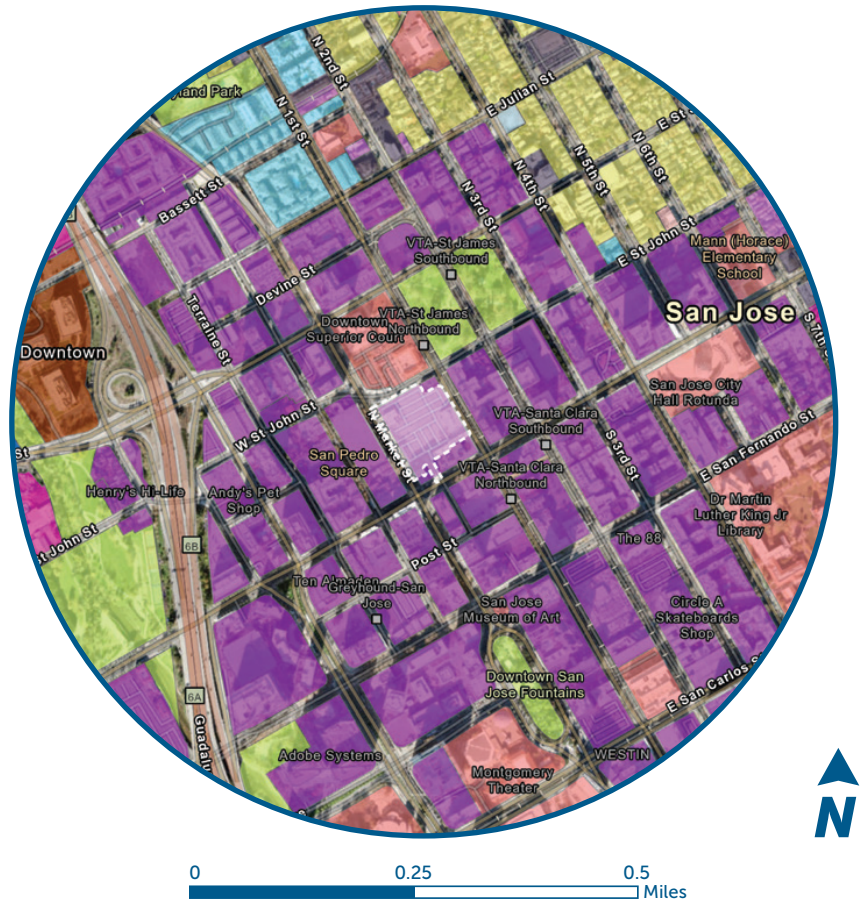 N 2nd St
N 1st St
E Julian St
E St
N 6th St
N 5th St
N 4th St
N 3rd St
Bassett St
E St John St
Mann (Horace)
Elementary
School
VTA-St James
Southbound
Devine St
Terraine St
VTA-St James
Northbound
Downtown
Superior Court
San Jose
S 7th
Downtown
San Jose City
Hall Rotunda
W St John St
N Market St
VTA-Santa Clara
Southbound
San Pedro
Square
S 3rd St
E San Fernando St
VTA-Santa Clara
Northbound
St
Henry's Hi-Life
Andy's Pet
Shop
Dr Martin
Luther King Jr
Library
St John St
6B
Post St
The 88
Ten Almaden
Greyhound-San
Jose
San Jose
Museum of Art
Circle A
Skateboards
Shop
Downtown San
Jose Fountains
E San Carlos S
6A
Guadalu
Adobe Systems
WESTIN
Montgomery
Theater
N
0
0.25
0.5
Miles